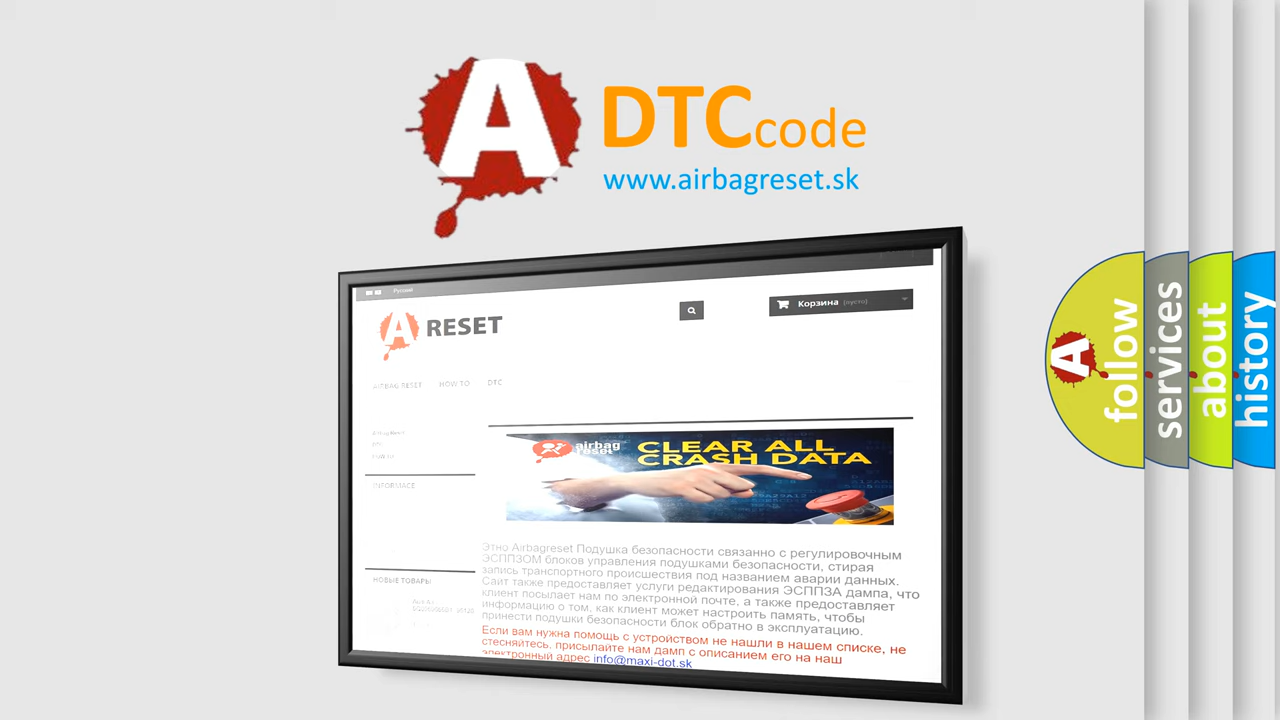 A
DTCcode
www.airbagreset.sk
Русский
A RESET
Корзина (пусто)
AIRBAG RESET HOW TO DTC
INFORMACE
НОВЫЕ ТОВАРЫ
airbag
reset
CLEAR ALL
CRASH DATA
Этно Airbagreset Подушка безопасности связанно с регулировочным
ЭСППЗОМ блоков управления подушками безопасности, стирая
запись транспортного происшествия под названием аварии данных.
Сайт также предоставляет услуги редактирования ЭСППЗА дампа, что
клиент посылает нам по электронной почте, а также предоставляет
информацию о том, как клиент может настроить память, чтобы
принести подушки безопасности блок обратно в эксплуатацию.
Если вам нужна помощь с устройством не нашли в нашем списке, не
стесняйтесь, присылайте нам дамп с описанием его на наш
электронный адрес info@maxi-dot.sk
A
follow
services
about
history